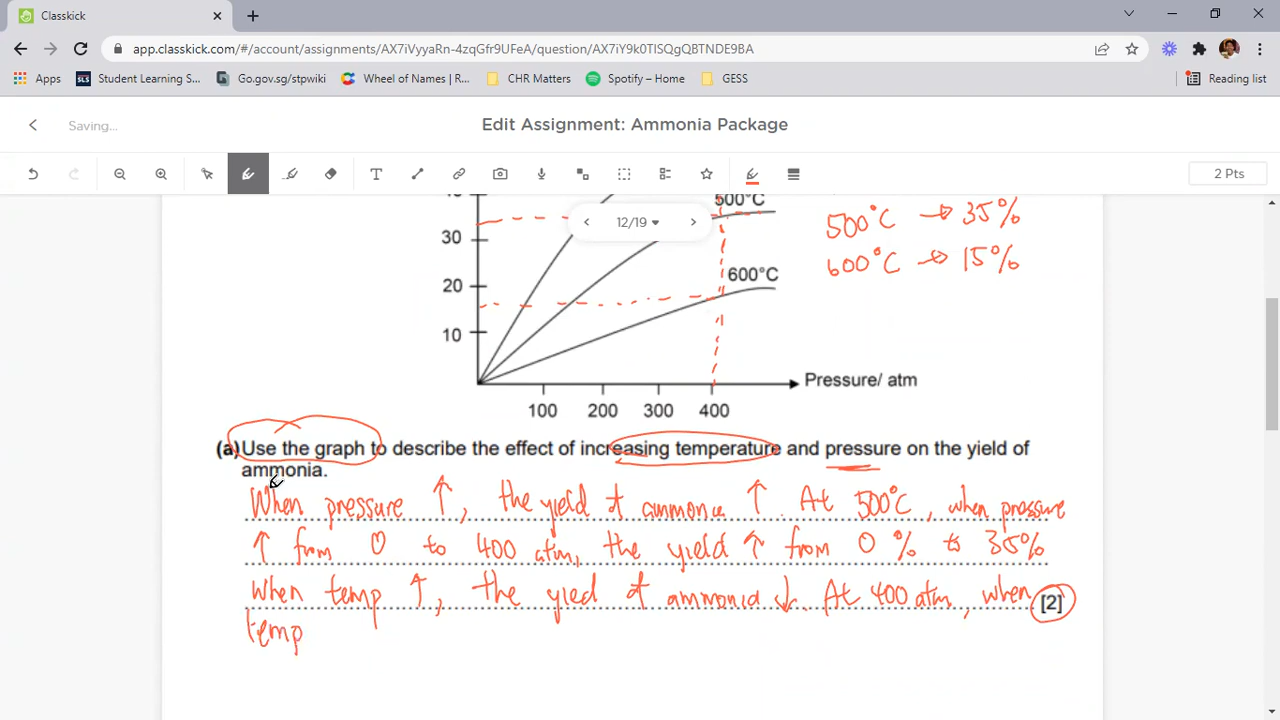 Classkick
app.classkick.com/#/account/assignments/AX7iVyyaRn-4zqGfr9UFeA/question/AX7iY9k0TISQgQBTNDE9BA
Apps SLS Student Learning S... Go.gov.sg/stpwiki Wheel of Names | R... CHR Matters Spotify – Home GESS Reading list
Saving... Edit Assignment: Ammonia Package
T 2 Pts
12/19
500°C
500°C → 35%
30
600°C → 15%
600°C
20
10
Pressure/ atm
100 200 300 400
(a) Use the graph to describe the effect of increasing temperature and pressure on the yield of
ammonia.
When pressure ↑, the yield of ammonia ↑. At 500°C, when pressure
↑ from 0 to 400 atm, the yield ↑ from 0 % to 35%
When temp ↑, the yield of ammonia ↓. At 400 atm, when [2]
temp